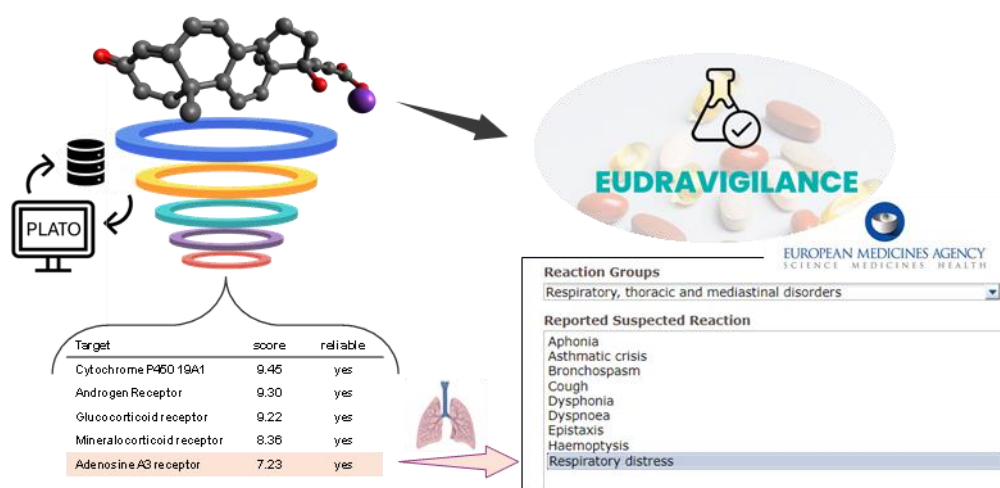 PLATO
EUDRAVIGILANCE
EUROPEAN MEDICINES AGENCY
SCIENCE MEDICINES HEALTH
Target score reliable
Cytochrome P450 19A1 9.45 yes
Androgen Receptor 9.30 yes
Glucocorticoid receptor 9.22 yes
Mineralocorticoid receptor 8.36 yes
Adenosine A3 receptor 7.23 yes
Reaction Groups
Respiratory, thoracic and mediastinal disorders
Reported Suspected Reaction
Aphonia
Asthmatic crisis
Bronchospasm
Cough
Dysphonia
Dyspnoea
Epistaxis
Haemoptysis
Respiratory distress